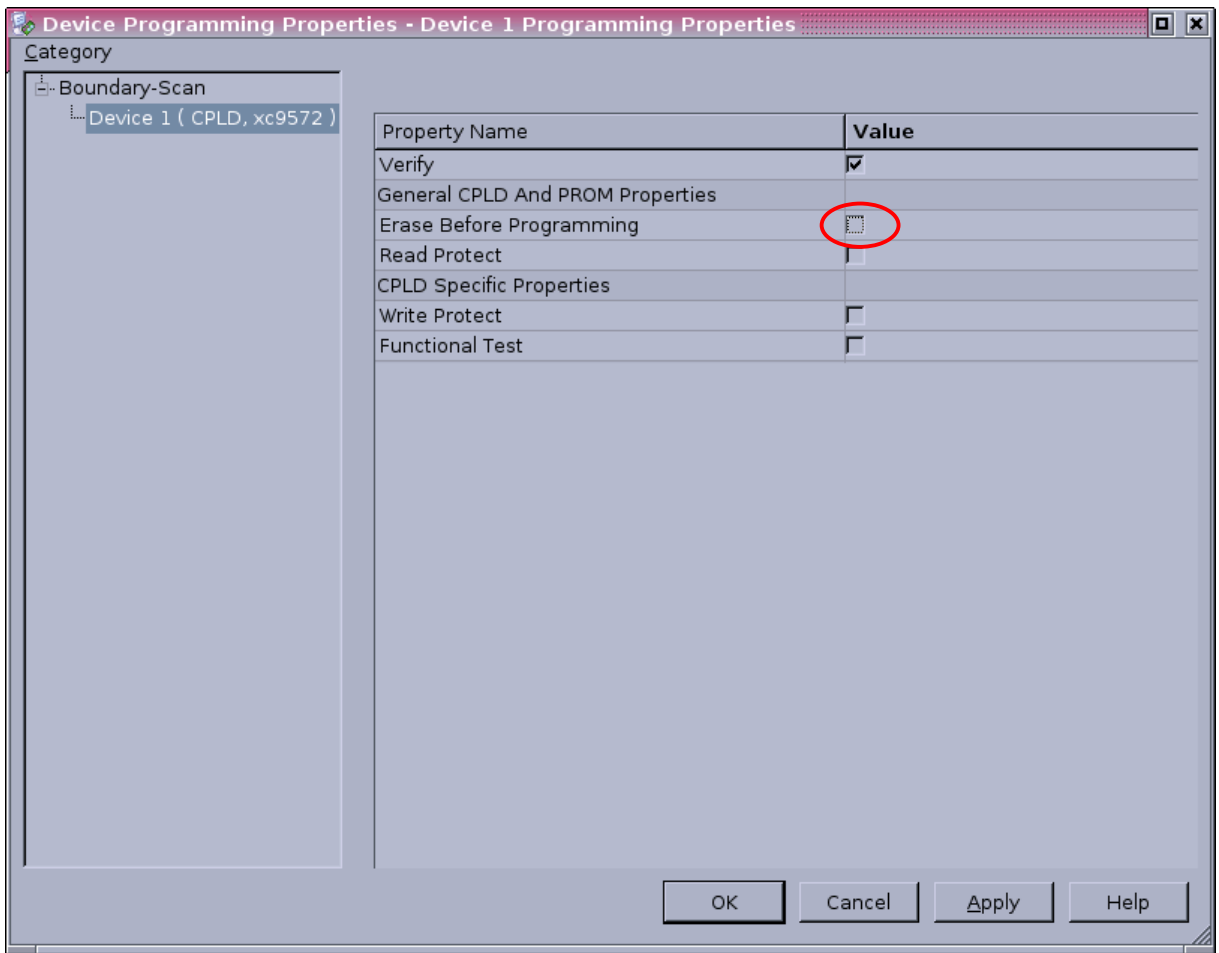 Device Programming Properties - Device 1 Programming Properties
Category
Boundary-Scan
Device 1 ( CPLD, xc9572 )
Property Name Value
Verify
General CPLD And PROM Properties
Erase Before Programming
Read Protect
CPLD Specific Properties
Write Protect
Functional Test
OK Cancel Apply Help